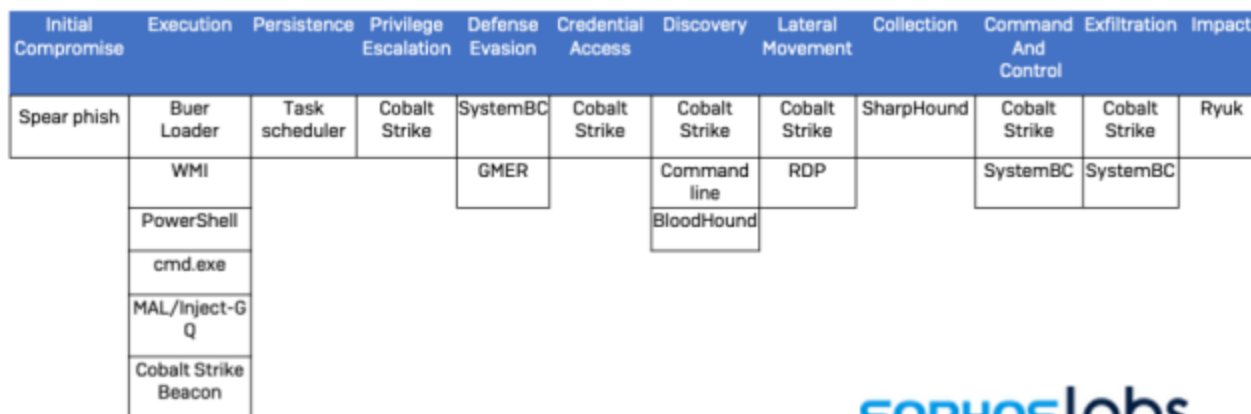 Initial Compromise
Execution
Persistence
Privilege Escalation
Defense Evasion
Credential Access
Discovery
Lateral Movement
Collection
Command And Control
Exfiltration
Impact
Spear phish
Buer Loader
Task scheduler
Cobalt Strike
SystemBC
Cobalt Strike
Cobalt Strike
Cobalt Strike
SharpHound
Cobalt Strike
Cobalt Strike
Ryuk
WMI
GMER
Command line
RDP
SystemBC
SystemBC
PowerShell
BloodHound
cmd.exe
MAL/Inject-GQ
Cobalt Strike Beacon
SOPHOSlabs